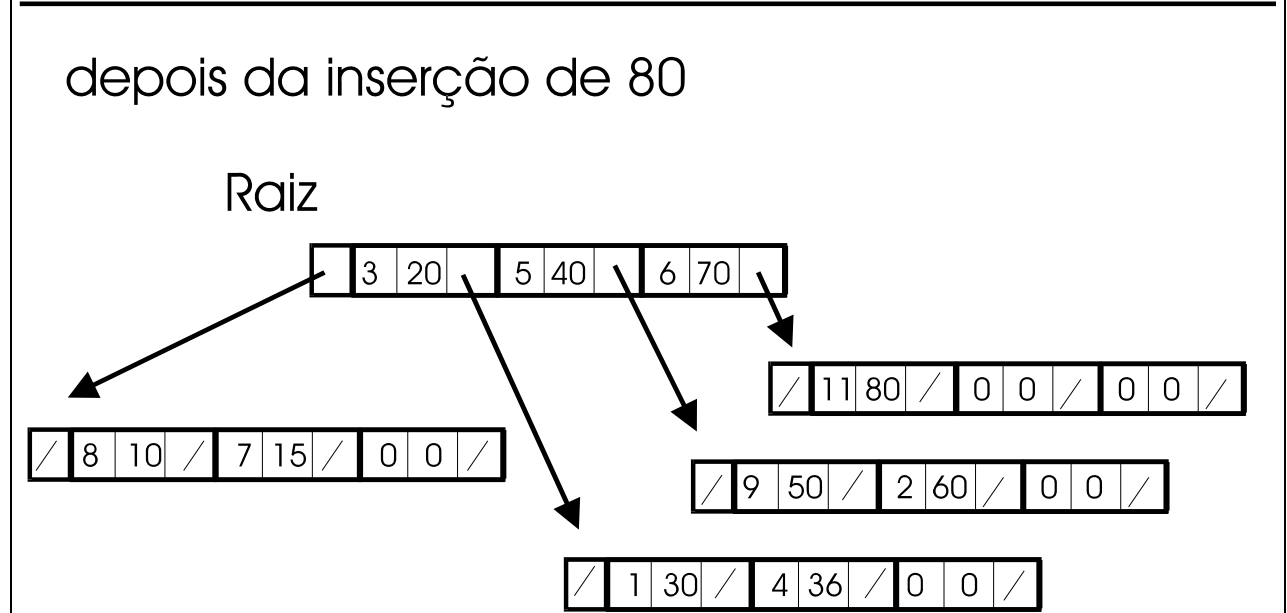 depois da inserção de 80
Raiz
3 20 5 40 6 70
/ 11 80 / 0 0 / 0 0 /
/ 8 10 / 7 15 / 0 0 /
/ 9 50 / 2 60 / 0 0 /
/ 1 30 / 4 36 / 0 0 /